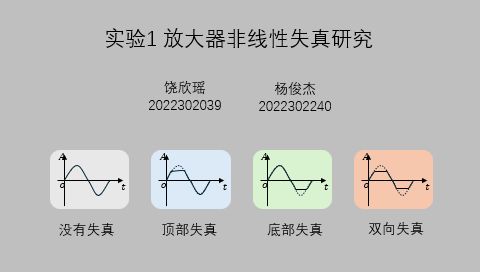 实验1 放大器非线性失真研究
饶欣瑶 杨俊杰
2022302039 2022302240
A A A A
O t O t O t O t
没有失真 顶部失真 底部失真 双向失真